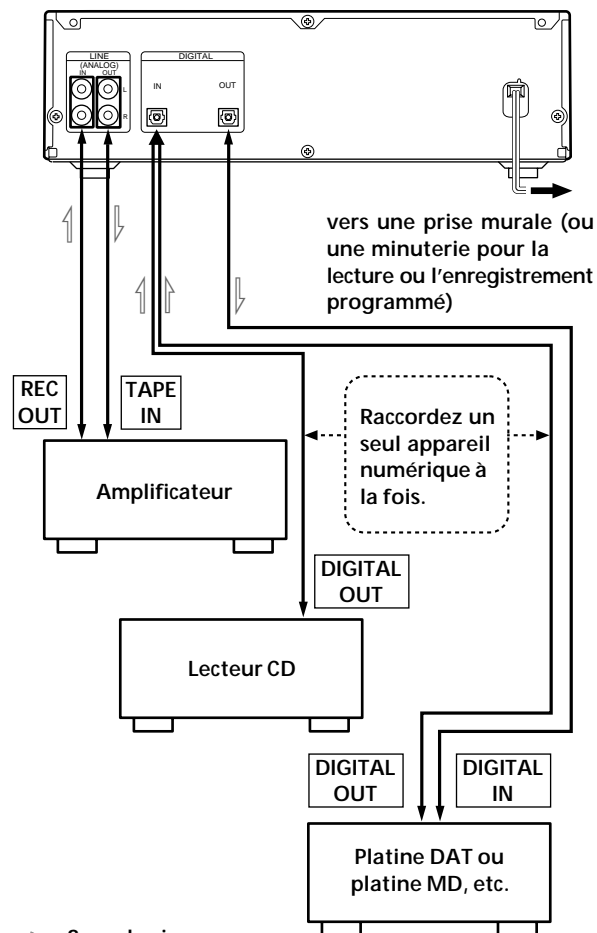 LINE
(ANALOG)
IN OUT
L
R
DIGITAL
IN
OUT
vers une prise murale (ou
une minuterie pour la
lecture ou l'enregistrement
programmé)
REC
OUT
TAPE
IN
Raccordez un
seul appareil
numérique à
la fois.
Amplificateur
DIGITAL
OUT
Lecteur CD
DIGITAL
OUT
DIGITAL
IN
Platine DAT ou
platine MD, etc.